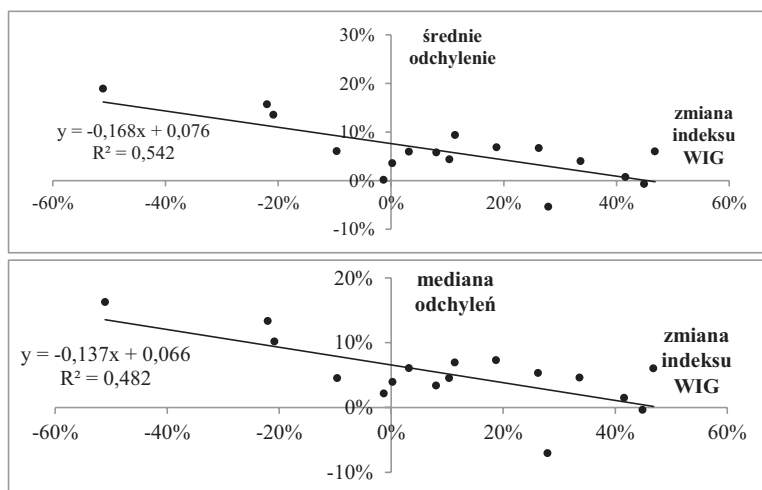 30%
średnie
odchylenie
20%
zmiana
indeksu
WIG
y = -0,168x + 0,076
R² = 0,542
10%
0%
-60% -40% -20% 0% 20% 40% 60%
-10%
20%
mediana
odchyleń
zmiana
indeksu
WIG
y = -0,137x + 0,066
R² = 0,482
10%
0%
-60% -40% -20% 0% 20% 40% 60%
-10%